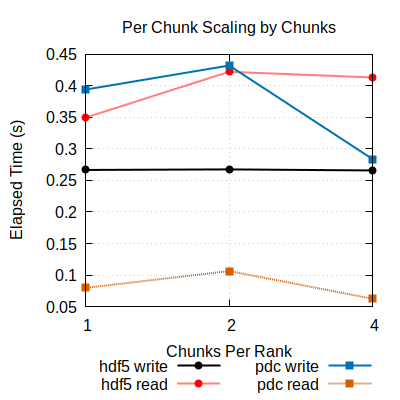 Per Chunk Scaling by Chunks
0.45
0.4
0.35
0.3
0.25
0.2
0.15
0.1
0.05
Elapsed Time (s)
1 2 4
Chunks Per Rank
hdf5 write pdc write
hdf5 read pdc read